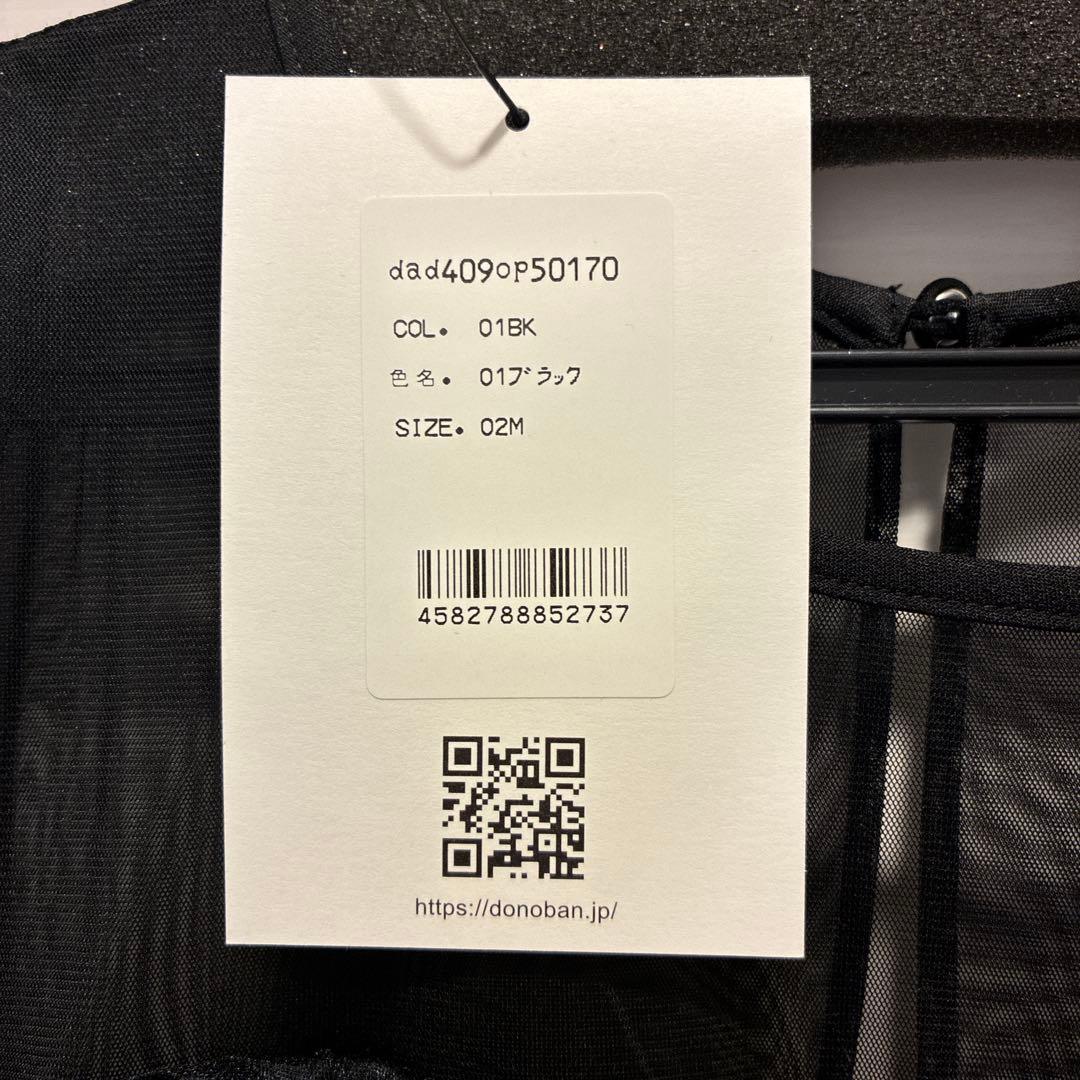 dad409op50170
COL. 01BK
色名. 01ﾌﾞﾗｯｸ
SIZE. 02M
4582788852737
https://donoban.jp/